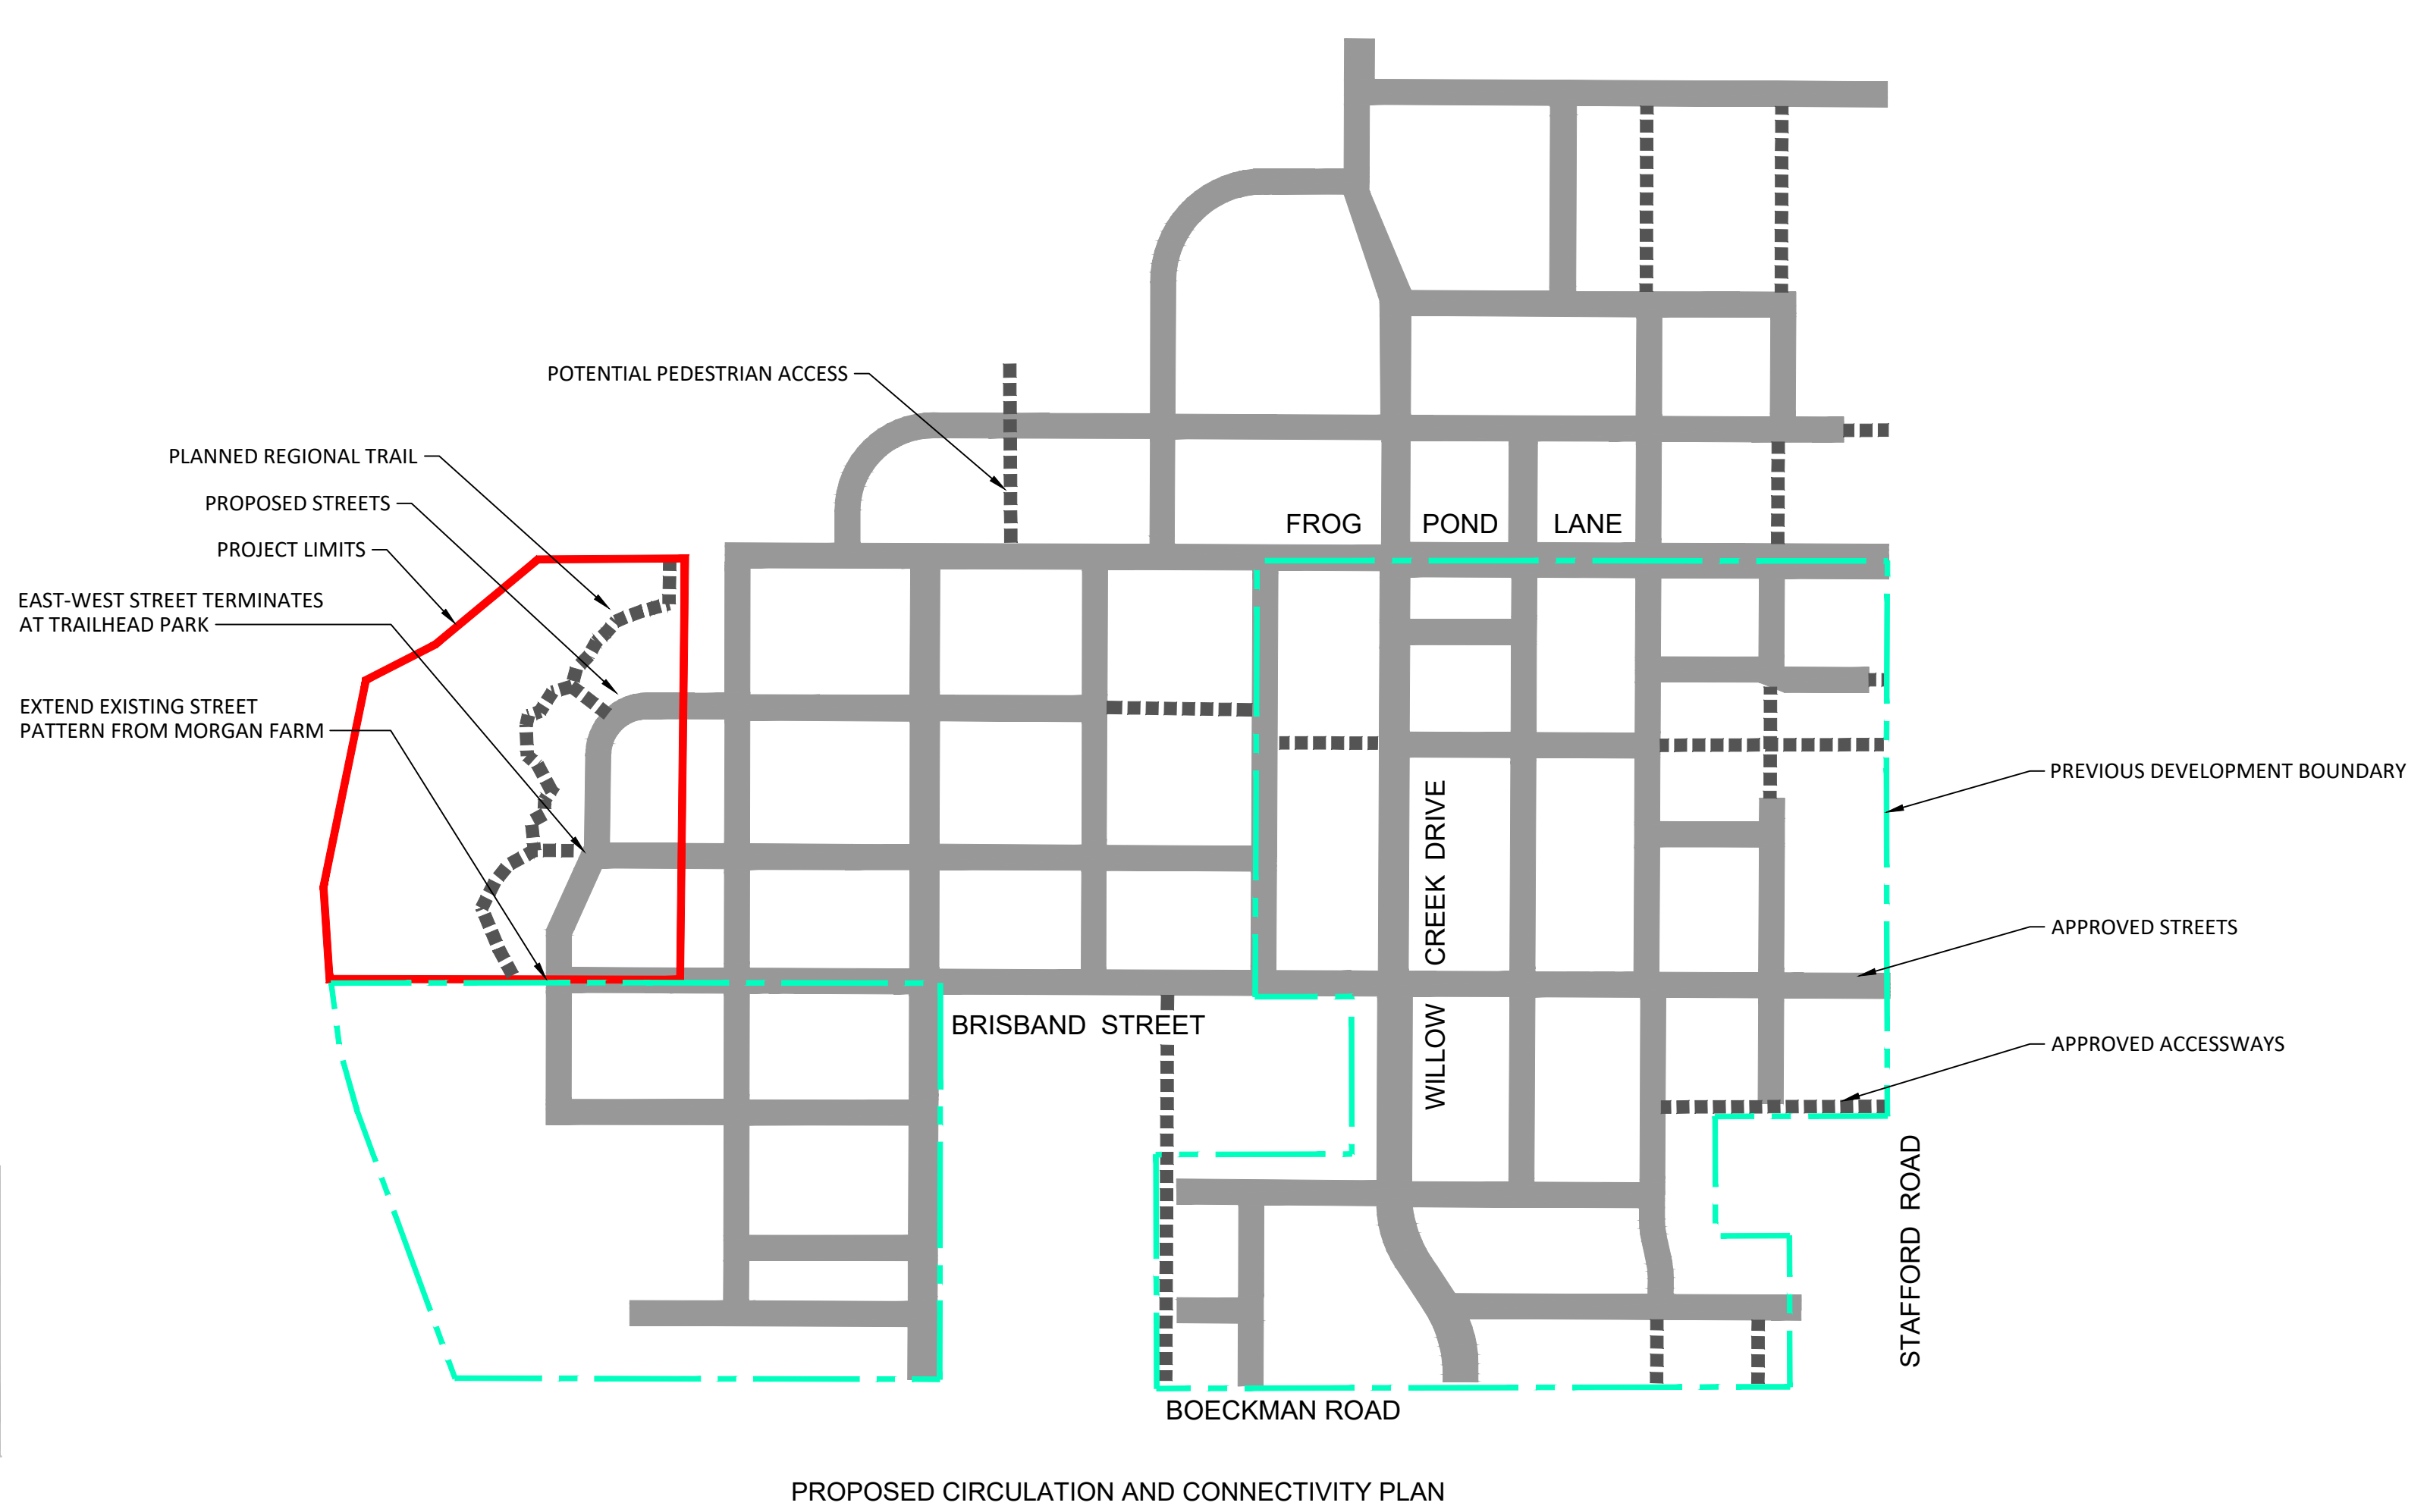 POTENTIAL PEDESTRIAN ACCESS
PLANNED REGIONAL TRAIL
PROPOSED STREETS
PROJECT LIMITS
EAST-WEST STREET TERMINATES
AT TRAILHEAD PARK
EXTEND EXISTING STREET
PATTERN FROM MORGAN FARM
FROG POND LANE
WILLOW CREEK DRIVE
BRISBAND STREET
PREVIOUS DEVELOPMENT BOUNDARY
APPROVED STREETS
APPROVED ACCESSWAYS
STAFFORD ROAD
BOECKMAN ROAD
PROPOSED CIRCULATION AND CONNECTIVITY PLAN